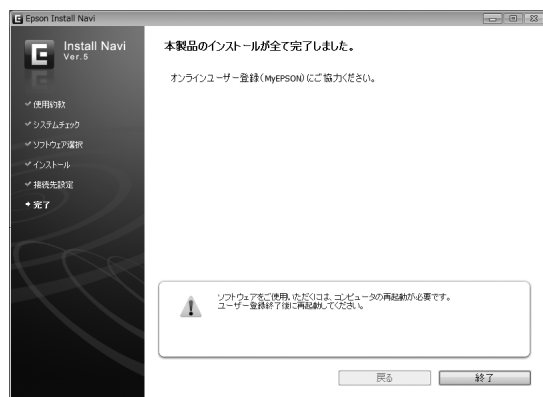 Epson Install Navi
Install Navi
Ver.5
使用約款
システムチェック
ソフトウェア選択
インストール
接続先設定
完了
本製品のインストールが全て完了しました。
オンラインユーザー登録(MyEPSON)にご協力ください。
ソフトウェアをご使用いただくには、コンピュータの再起動が必要です。
ユーザー登録終了後に再起動してください。
戻る
終了